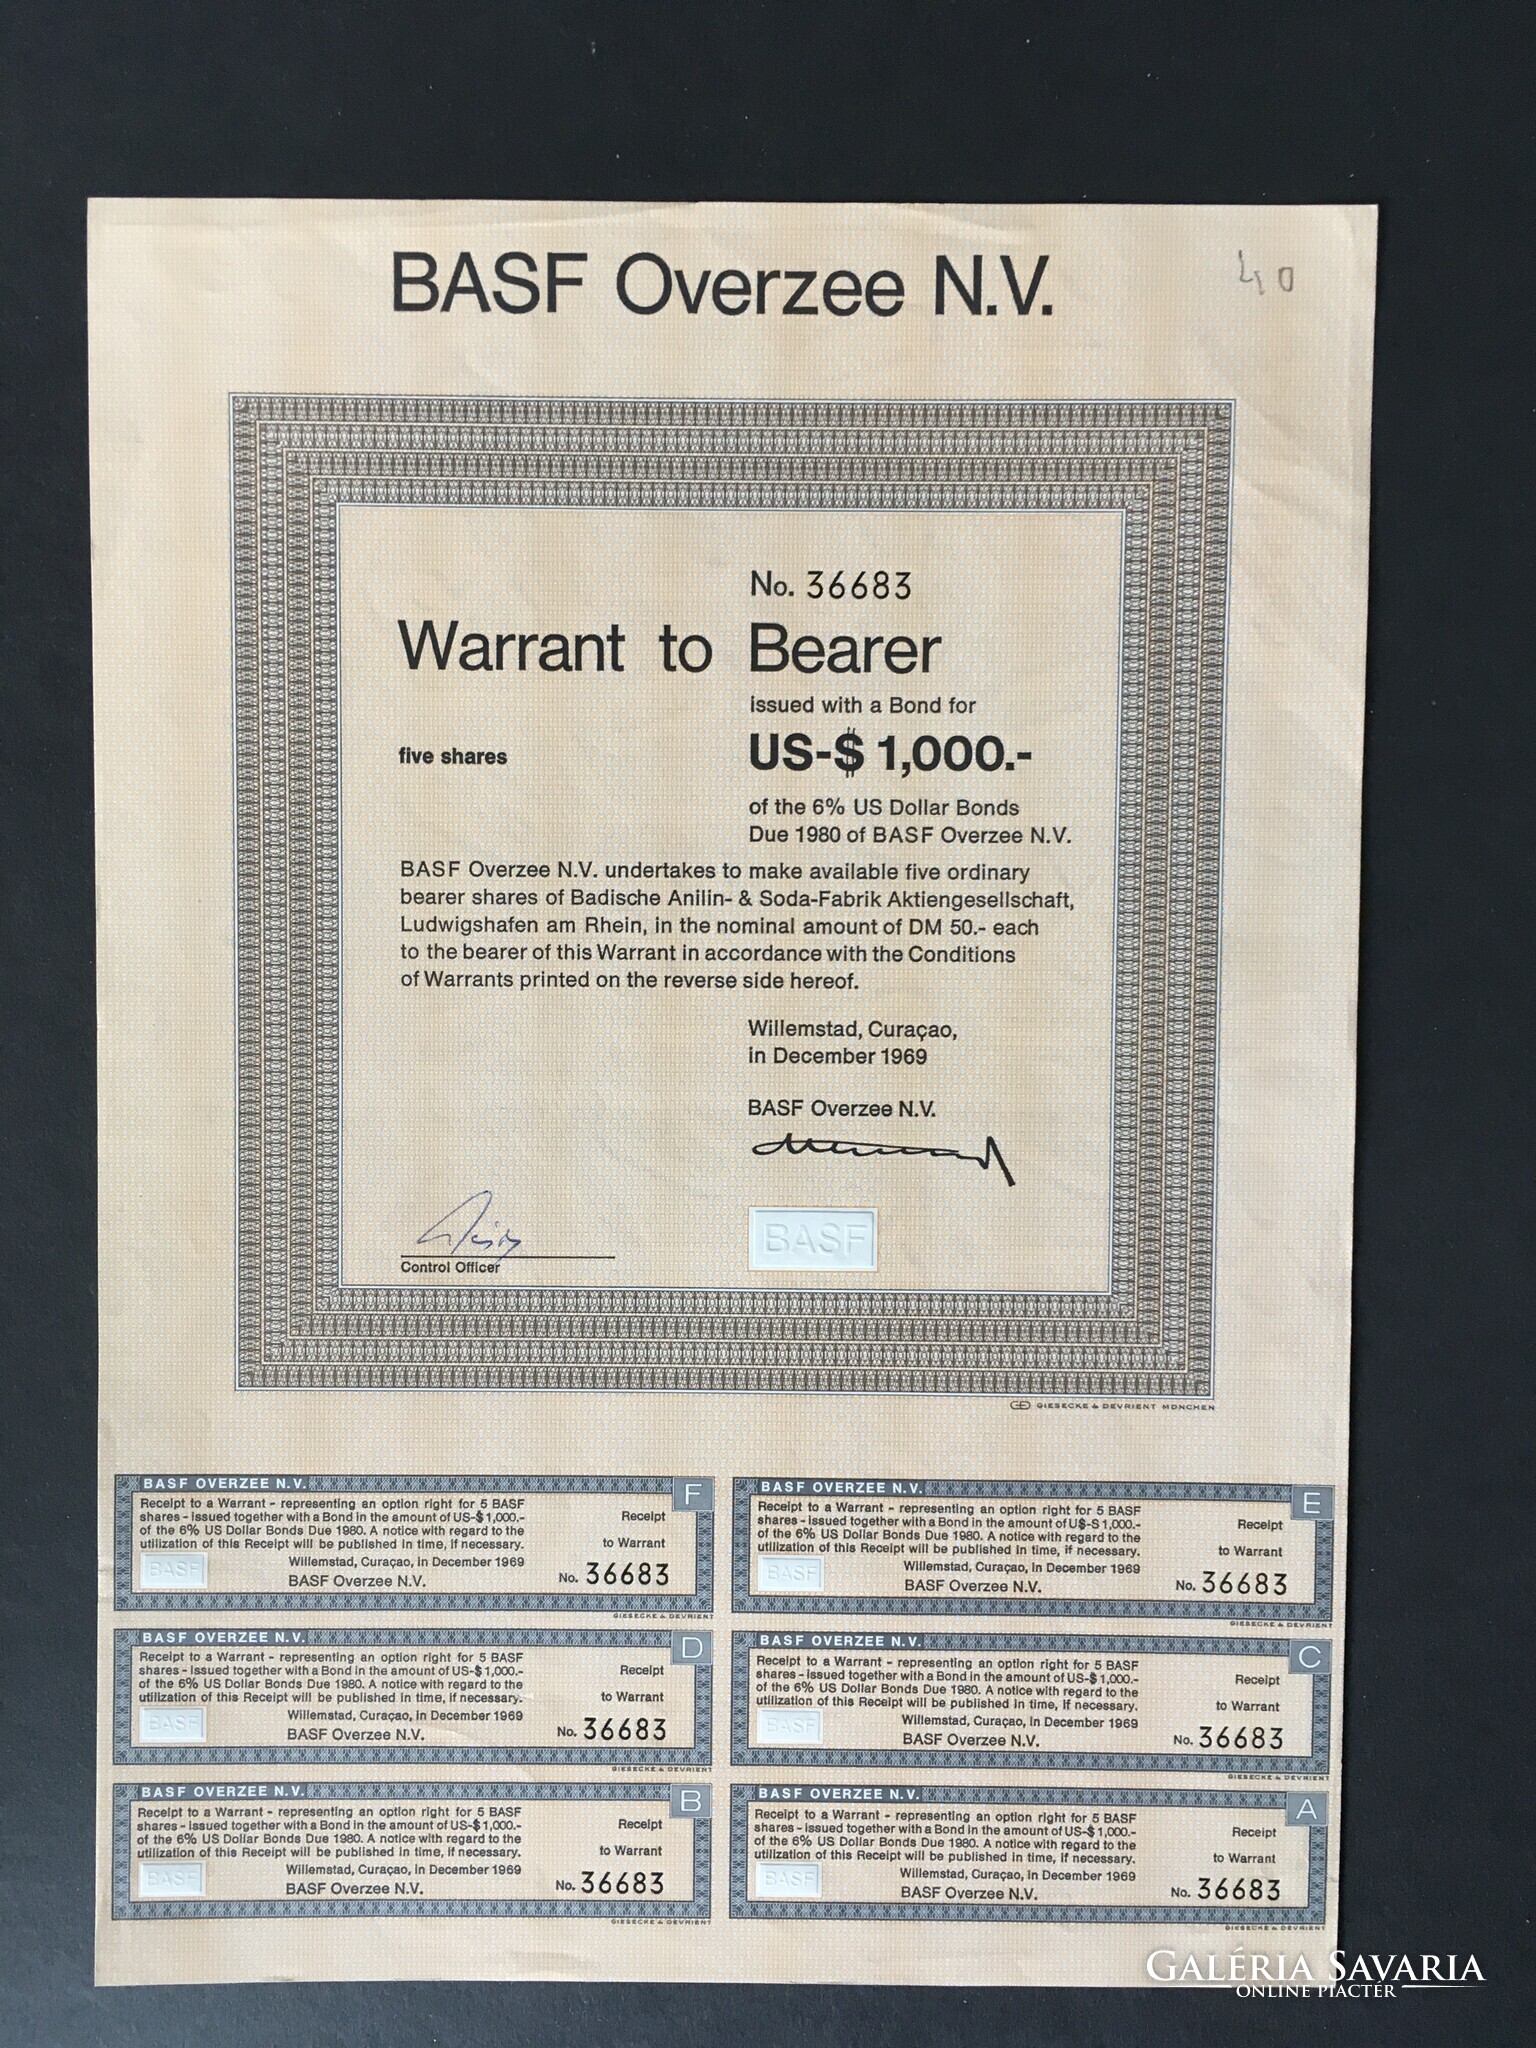 BASF Overzee N.V.
40
No. 36683
Warrant to Bearer
issued with a Bond for
five shares
US-$ 1,000.-
of the 6% US Dollar Bonds
Due 1980 of BASF Overzee N.V.
BASF Overzee N.V. undertakes to make available five ordinary
bearer shares of Badische Anilin- & Soda-Fabrik Aktiengesellschaft,
Ludwigshafen am Rhein, in the nominal amount of DM 50.- each
to the bearer of this Warrant in accordance with the Conditions
of Warrants printed on the reverse side hereof.
Willemstad, Curaçao,
in December 1969
BASF Overzee N.V.
BASF
Control Officer
GIESECKE & DEVRIENT MÜNCHEN
BASF OVERZEE N.V. F
Receipt to a Warrant - representing an option right for 5 BASF
shares - issued together with a Bond in the amount of US-$ 1,000.-
of the 6% US Dollar Bonds Due 1980. A notice with regard to the
utilization of this Receipt will be published in time, if necessary.
Willemstad, Curaçao, in December 1969
BASF Overzee N.V.
BASF
Receipt
to Warrant
No. 36683
GIESECKE & DEVRIENT
BASF OVERZEE N.V. E
Receipt to a Warrant - representing an option right for 5 BASF
shares - issued together with a Bond in the amount of U$-S 1,000.-
of the 6% US Dollar Bonds Due 1980. A notice with regard to the
utilization of this Receipt will be published in time, if necessary.
Willemstad, Curaçao, in December 1969
BASF Overzee N.V.
BASF
Receipt
to Warrant
No. 36683
GIESECKE & DEVRIENT
BASF OVERZEE N.V. D
Receipt to a Warrant - representing an option right for 5 BASF
shares - issued together with a Bond in the amount of US-$ 1,000.-
of the 6% US Dollar Bonds Due 1980. A notice with regard to the
utilization of this Receipt will be published in time, if necessary.
Willemstad, Curaçao, in December 1969
BASF Overzee N.V.
BASF
Receipt
to Warrant
No. 36683
GIESECKE & DEVRIENT
BASF OVERZEE N.V. C
Receipt to a Warrant - representing an option right for 5 BASF
shares - issued together with a Bond in the amount of US-$ 1,000.-
of the 6% US Dollar Bonds Due 1980. A notice with regard to the
utilization of this Receipt will be published in time, if necessary.
Willemstad, Curaçao, in December 1969
BASF Overzee N.V.
BASF
Receipt
to Warrant
No. 36683
GIESECKE & DEVRIENT
BASF OVERZEE N.V. B
Receipt to a Warrant - representing an option right for 5 BASF
shares - issued together with a Bond in the amount of US-$ 1,000.-
of the 6% US Dollar Bonds Due 1980. A notice with regard to the
utilization of this Receipt will be published in time, if necessary.
Willemstad, Curaçao, in December 1969
BASF Overzee N.V.
BASF
Receipt
to Warrant
No. 36683
GIESECKE & DEVRIENT
BASF OVERZEE N.V. A
Receipt to a Warrant - representing an option right for 5 BASF
shares - issued together with a Bond in the amount of US-$ 1,000.-
of the 6% US Dollar Bonds Due 1980. A notice with regard to the
utilization of this Receipt will be published in time, if necessary.
Willemstad, Curaçao, in December 1969
BASF Overzee N.V.
BASF
Receipt
to Warrant
No. 36683
GIESECKE & DEVRIENT
GALÉRIA SAVARIA
ONLINE PIACTÉR